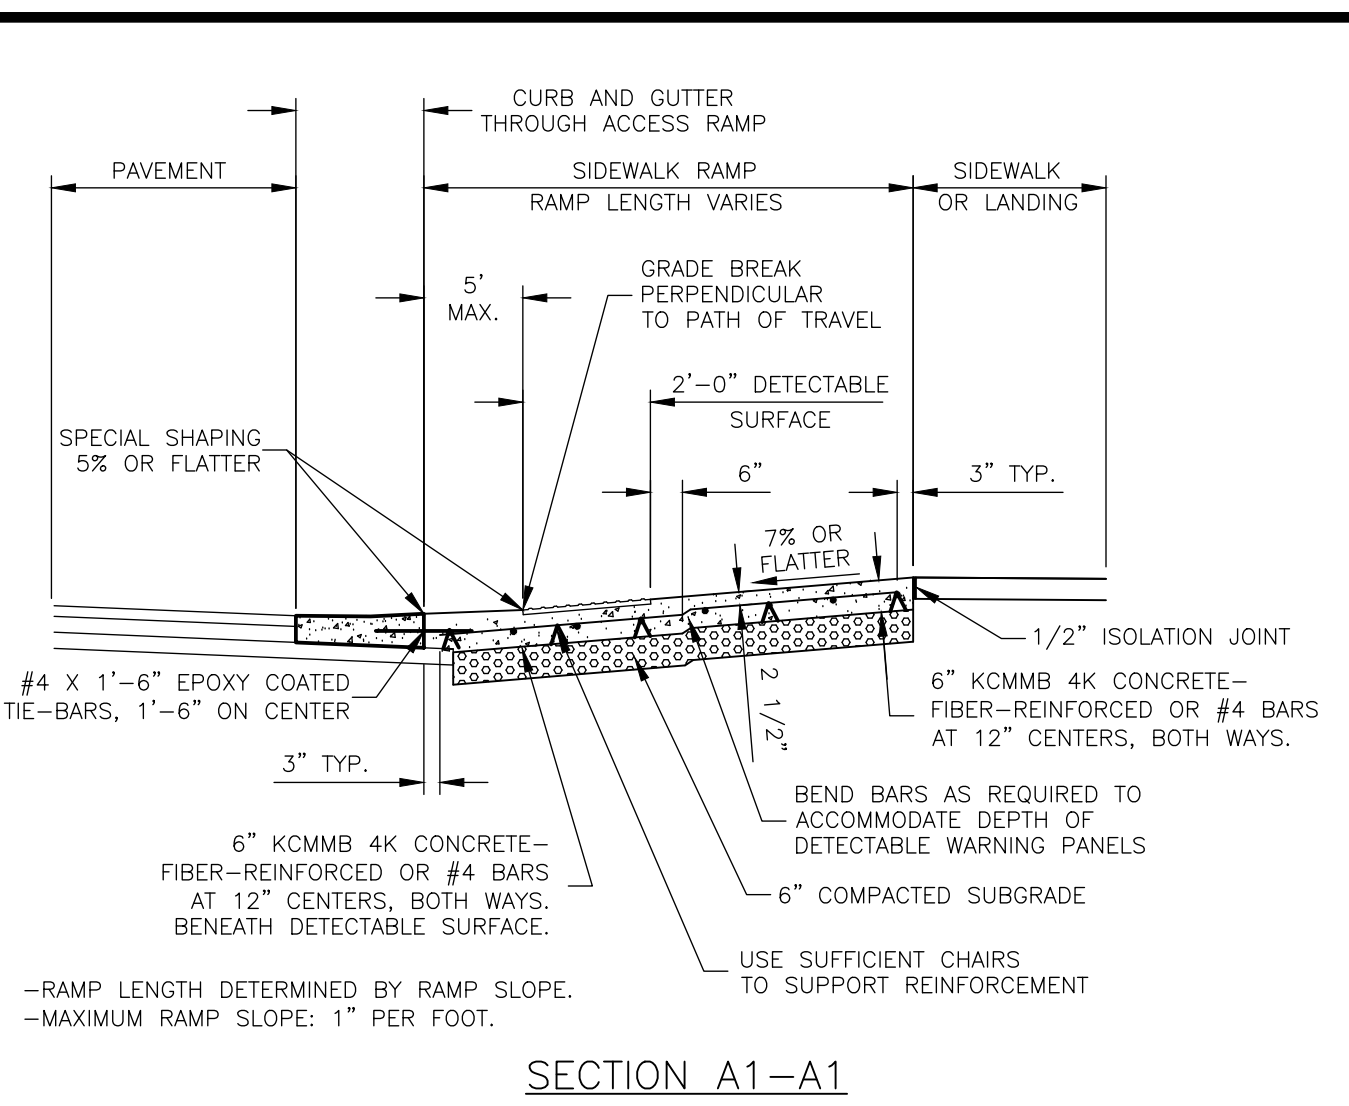 CURB AND GUTTER
THROUGH ACCESS RAMP
PAVEMENT
SIDEWALK RAMP
RAMP LENGTH VARIES
SIDEWALK
OR LANDING
5'
MAX.
GRADE BREAK
PERPENDICULAR
TO PATH OF TRAVEL
2'-0" DETECTABLE
SURFACE
SPECIAL SHAPING
5% OR FLATTER
6"
3" TYP.
7% OR
FLATTER
1/2" ISOLATION JOINT
#4 X 1'-6" EPOXY COATED
TIE-BARS, 1'-6" ON CENTER
2 1/2"
6" KCMMB 4K CONCRETE-
FIBER-REINFORCED OR #4 BARS
AT 12" CENTERS, BOTH WAYS.
3" TYP.
BEND BARS AS REQUIRED TO
ACCOMMODATE DEPTH OF
DETECTABLE WARNING PANELS
6" KCMMB 4K CONCRETE-
FIBER-REINFORCED OR #4 BARS
AT 12" CENTERS, BOTH WAYS.
BENEATH DETECTABLE SURFACE.
6" COMPACTED SUBGRADE
USE SUFFICIENT CHAIRS
TO SUPPORT REINFORCEMENT
-RAMP LENGTH DETERMINED BY RAMP SLOPE.
-MAXIMUM RAMP SLOPE: 1" PER FOOT.
SECTION A1-A1